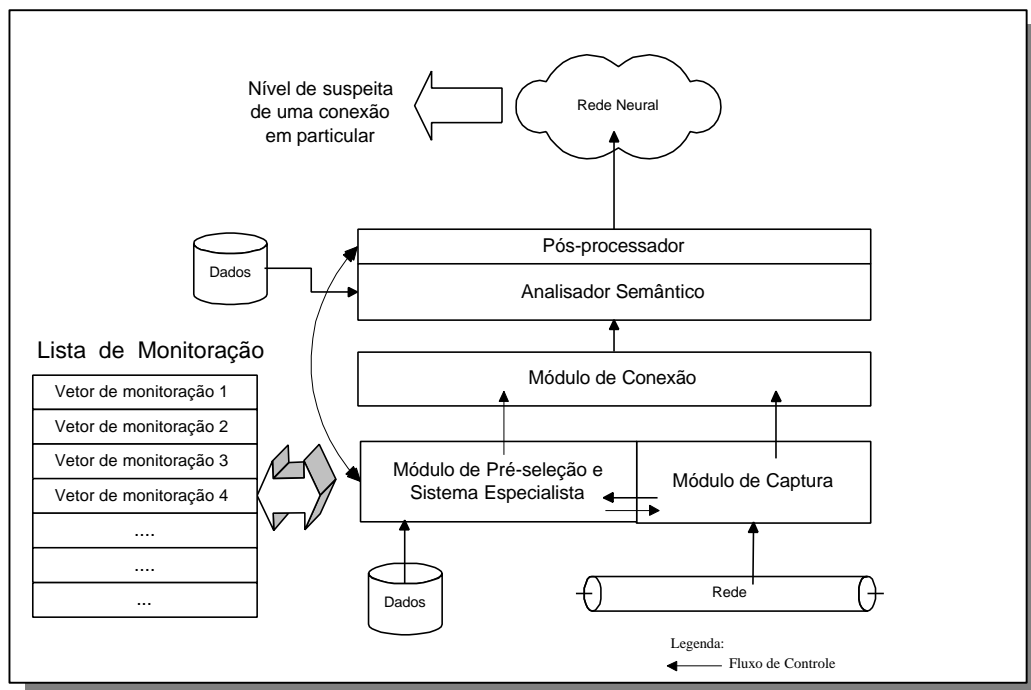 Nível de suspeita
de uma conexão
em particular
Rede Neural
Pós-processador
Dados
Analisador Semântico
Lista de Monitoração
Módulo de Conexão
Vetor de monitoração 1
Vetor de monitoração 2
Vetor de monitoração 3
Vetor de monitoração 4
....
....
...
Módulo de Pré-seleção e
Sistema Especialista
Módulo de Captura
Dados
Rede
Legenda:
Fluxo de Controle